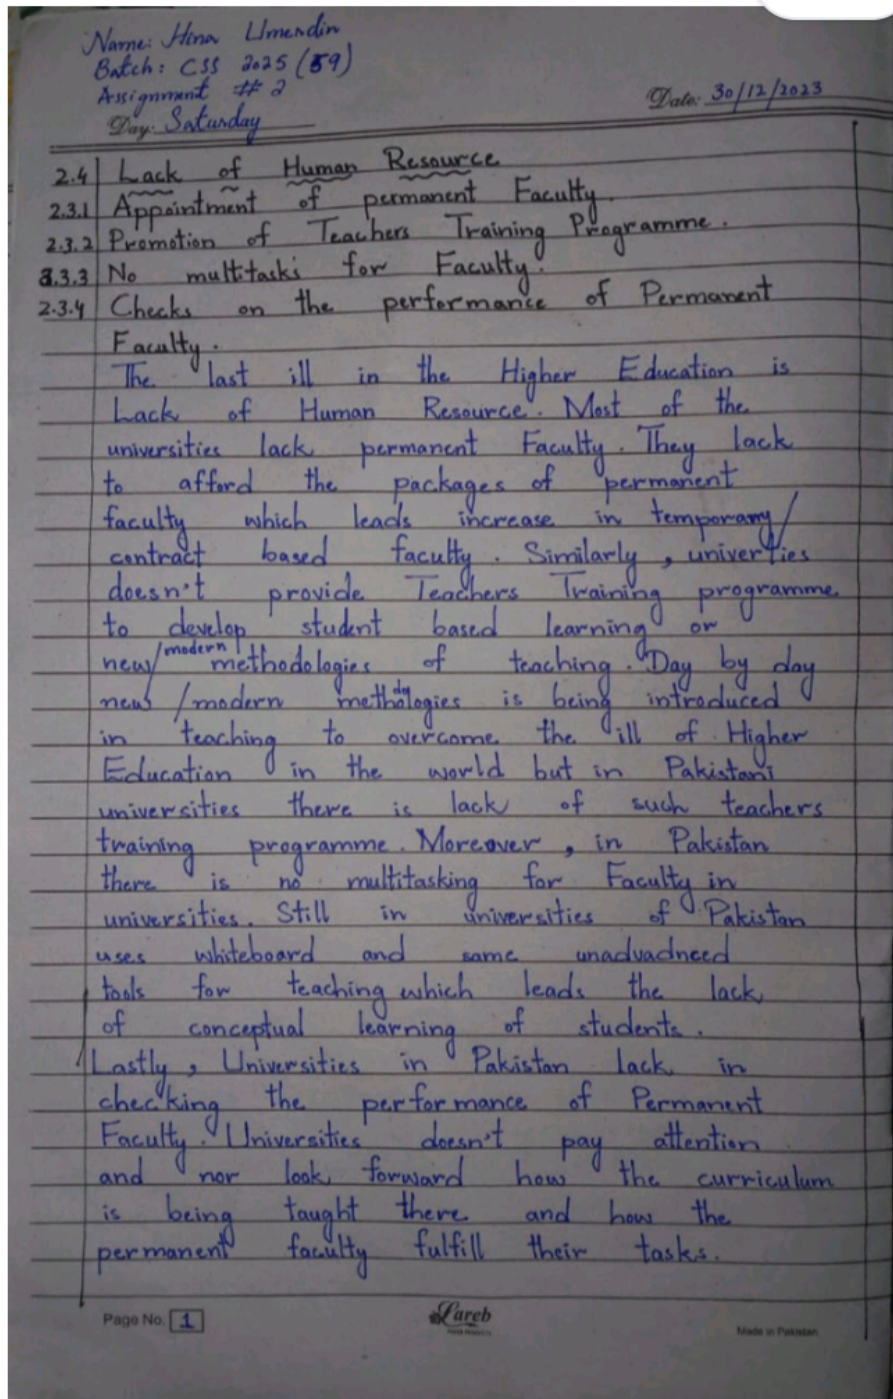 Name: Hina Umerdin
Batch: CSS 2025 (59)
Assignment # 2
Day: Saturday
Date: 30/12/2023
2.4 Lack of Human Resource
2.3.1 Appointment of permanent Faculty.
2.3.2 Promotion of Teachers Training Programme.
3.3.3 No multitasks for Faculty.
2.3.4 Checks on the performance of Permanent
Faculty.
The last ill in the Higher Education is
Lack of Human Resource. Most of the
universities lack permanent Faculty. They lack
to afford the packages of permanent
faculty which leads increase in temporary/
contract based faculty. Similarly, univerties
doesn't provide Teachers Training programme
to develop student based learning or
new/modern methodologies of teaching. Day by day
new/modern methodologies is being introduced
in teaching to overcome the ill of Higher
Education in the world but in Pakistani
universities there is lack of such teachers
training programme. Moreover, in Pakistan
there is no multitasking for Faculty in
universities. Still in universities of Pakistan
uses whiteboard and same unadvadneed
tools for teaching which leads the lack
of conceptual learning of students.
Lastly, Universities in Pakistan lack in
checking the performance of Permanent
Faculty. Universities doesn't pay attention
and nor look forward how the curriculum
is being taught there and how the
permanent faculty fulfill their tasks.
Page No. 1
Lareb
Made in Pakistan